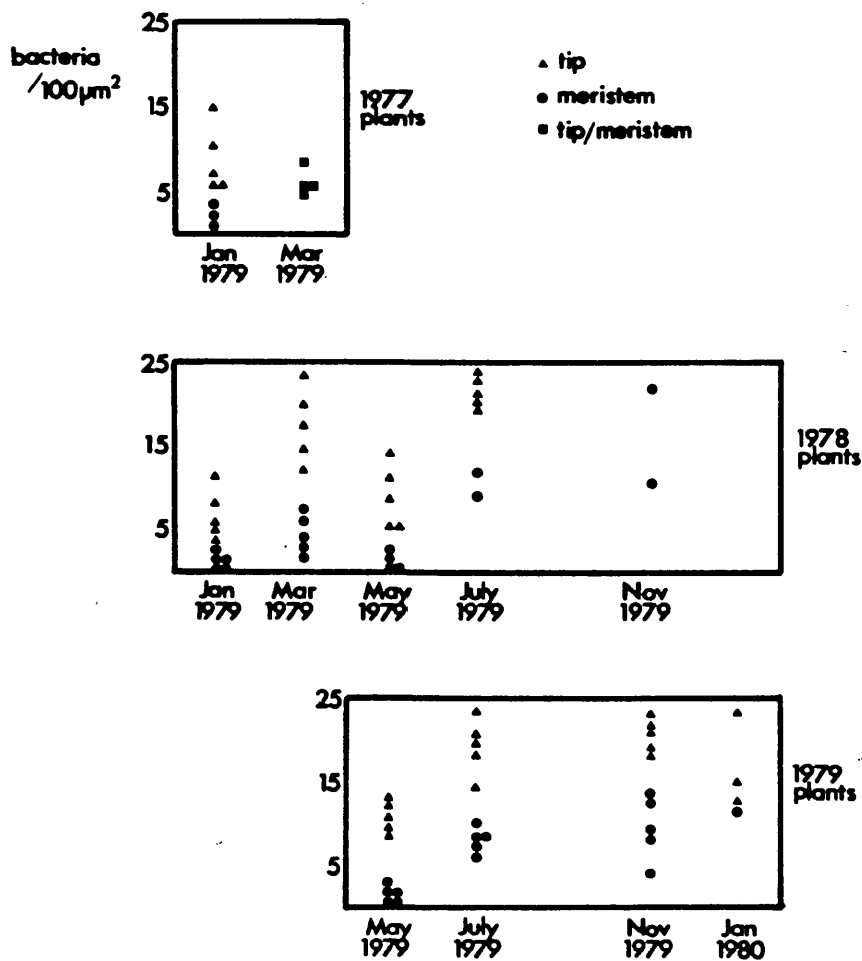 25
bacteria
/100µm²
15
5
1977
plants
tip
meristem
tip/meristem
Jan
1979
Mar
1979
25
15
5
1978
plants
Jan
1979
Mar
1979
May
1979
July
1979
Nov
1979
25
15
5
1979
plants
May
1979
July
1979
Nov
1979
Jan
1980